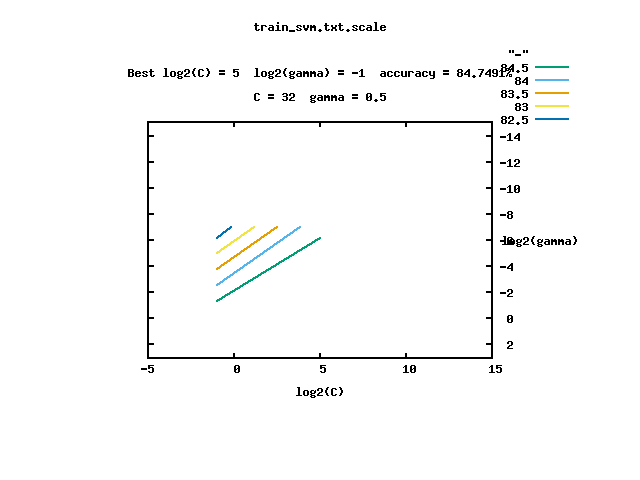 train_svm.txt.scale
"-"
Best log2(C) = 5  log2(gamma) = -1  accuracy = 84.7491%
84.5
84
83.5
83
82.5
C = 32  gamma = 0.5
-14
-12
-10
-8
-6
log2(gamma)
-4
-2
0
2
-5 0 5 10 15
log2(C)